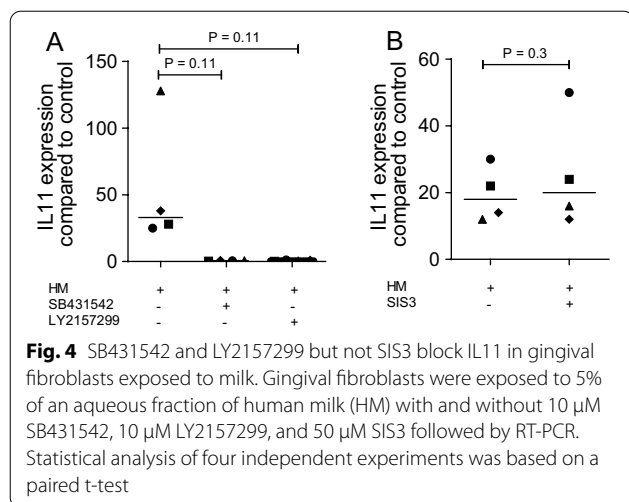 A
P = 0.11
P = 0.11
IL11 expression
compared to control
150
100
50
0
HM + + +
SB431542 - + -
LY2157299 - - +
B
P = 0.3
IL11 expression
compared to control
60
40
20
0
HM + +
SIS3 - +
Fig. 4 SB431542 and LY2157299 but not SIS3 block IL11 in gingival
fibroblasts exposed to milk. Gingival fibroblasts were exposed to 5%
of an aqueous fraction of human milk (HM) with and without 10 µM
SB431542, 10 µM LY2157299, and 50 µM SIS3 followed by RT-PCR.
Statistical analysis of four independent experiments was based on a
paired t-test